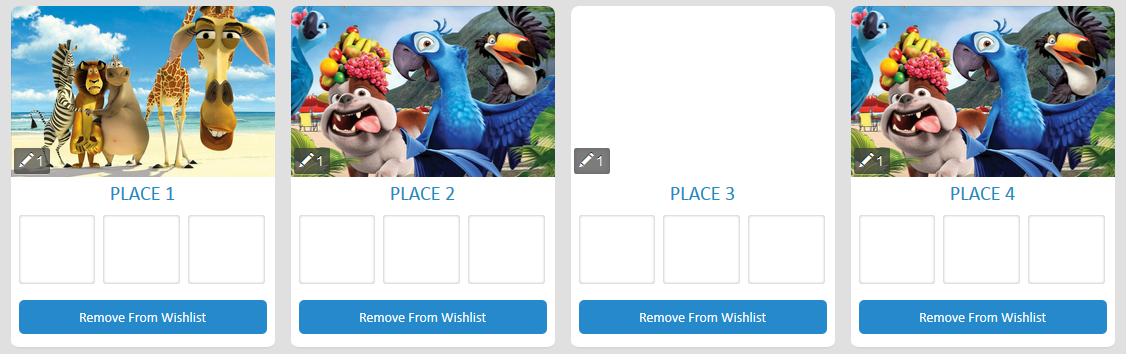 1
1
1
1
PLACE 1
PLACE 2
PLACE 3
PLACE 4
Remove From Wishlist
Remove From Wishlist
Remove From Wishlist
Remove From Wishlist